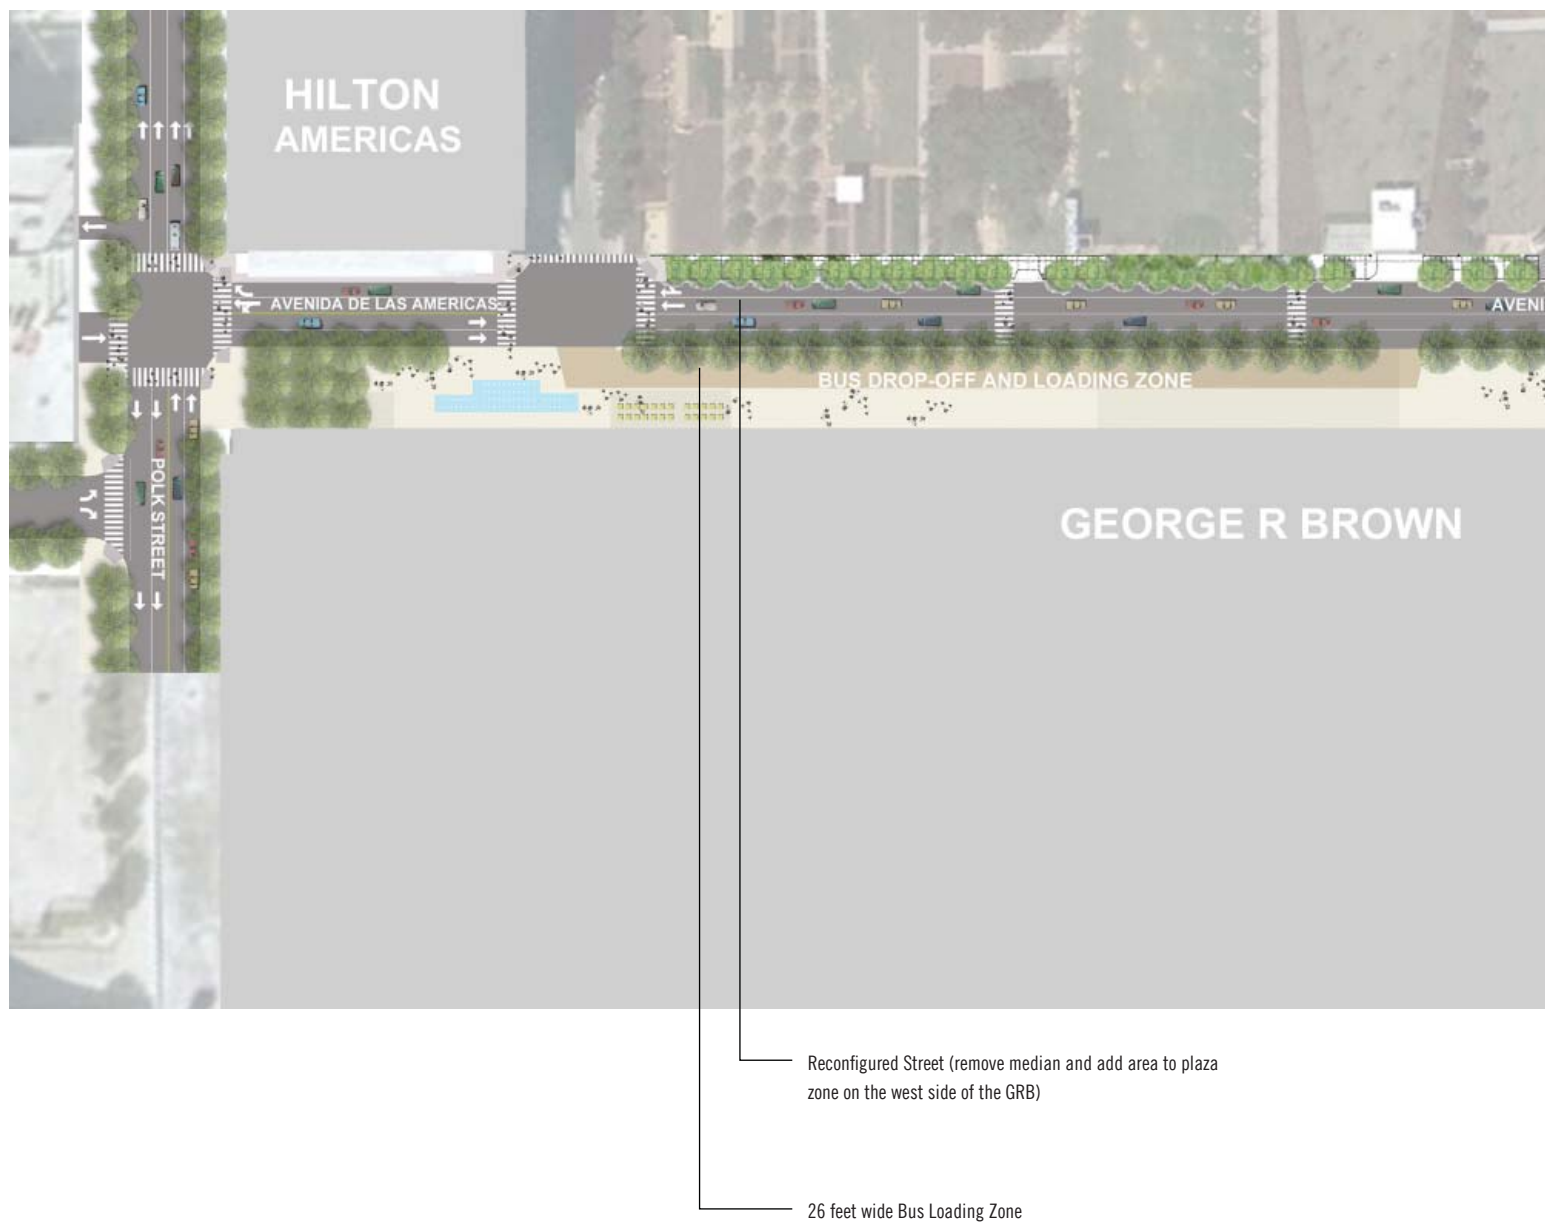 HILTON
AMERICAS
AVENIDA DE LAS AMERICAS
AVENI
BUS DROP-OFF AND LOADING ZONE
POLK STREET
GEORGE R BROWN
Reconfigured Street (remove median and add area to plaza
zone on the west side of the GRB)
26 feet wide Bus Loading Zone